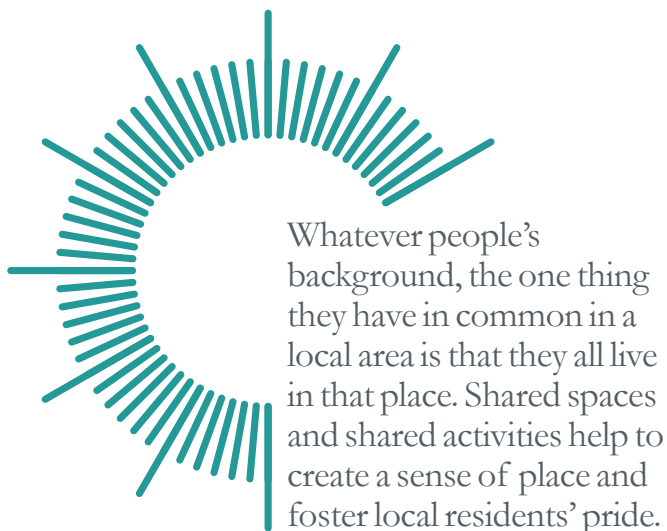 Whatever people’s
background, the one thing
they have in common in a
local area is that they all live
in that place. Shared spaces
and shared activities help to
create a sense of place and
foster local residents’ pride.